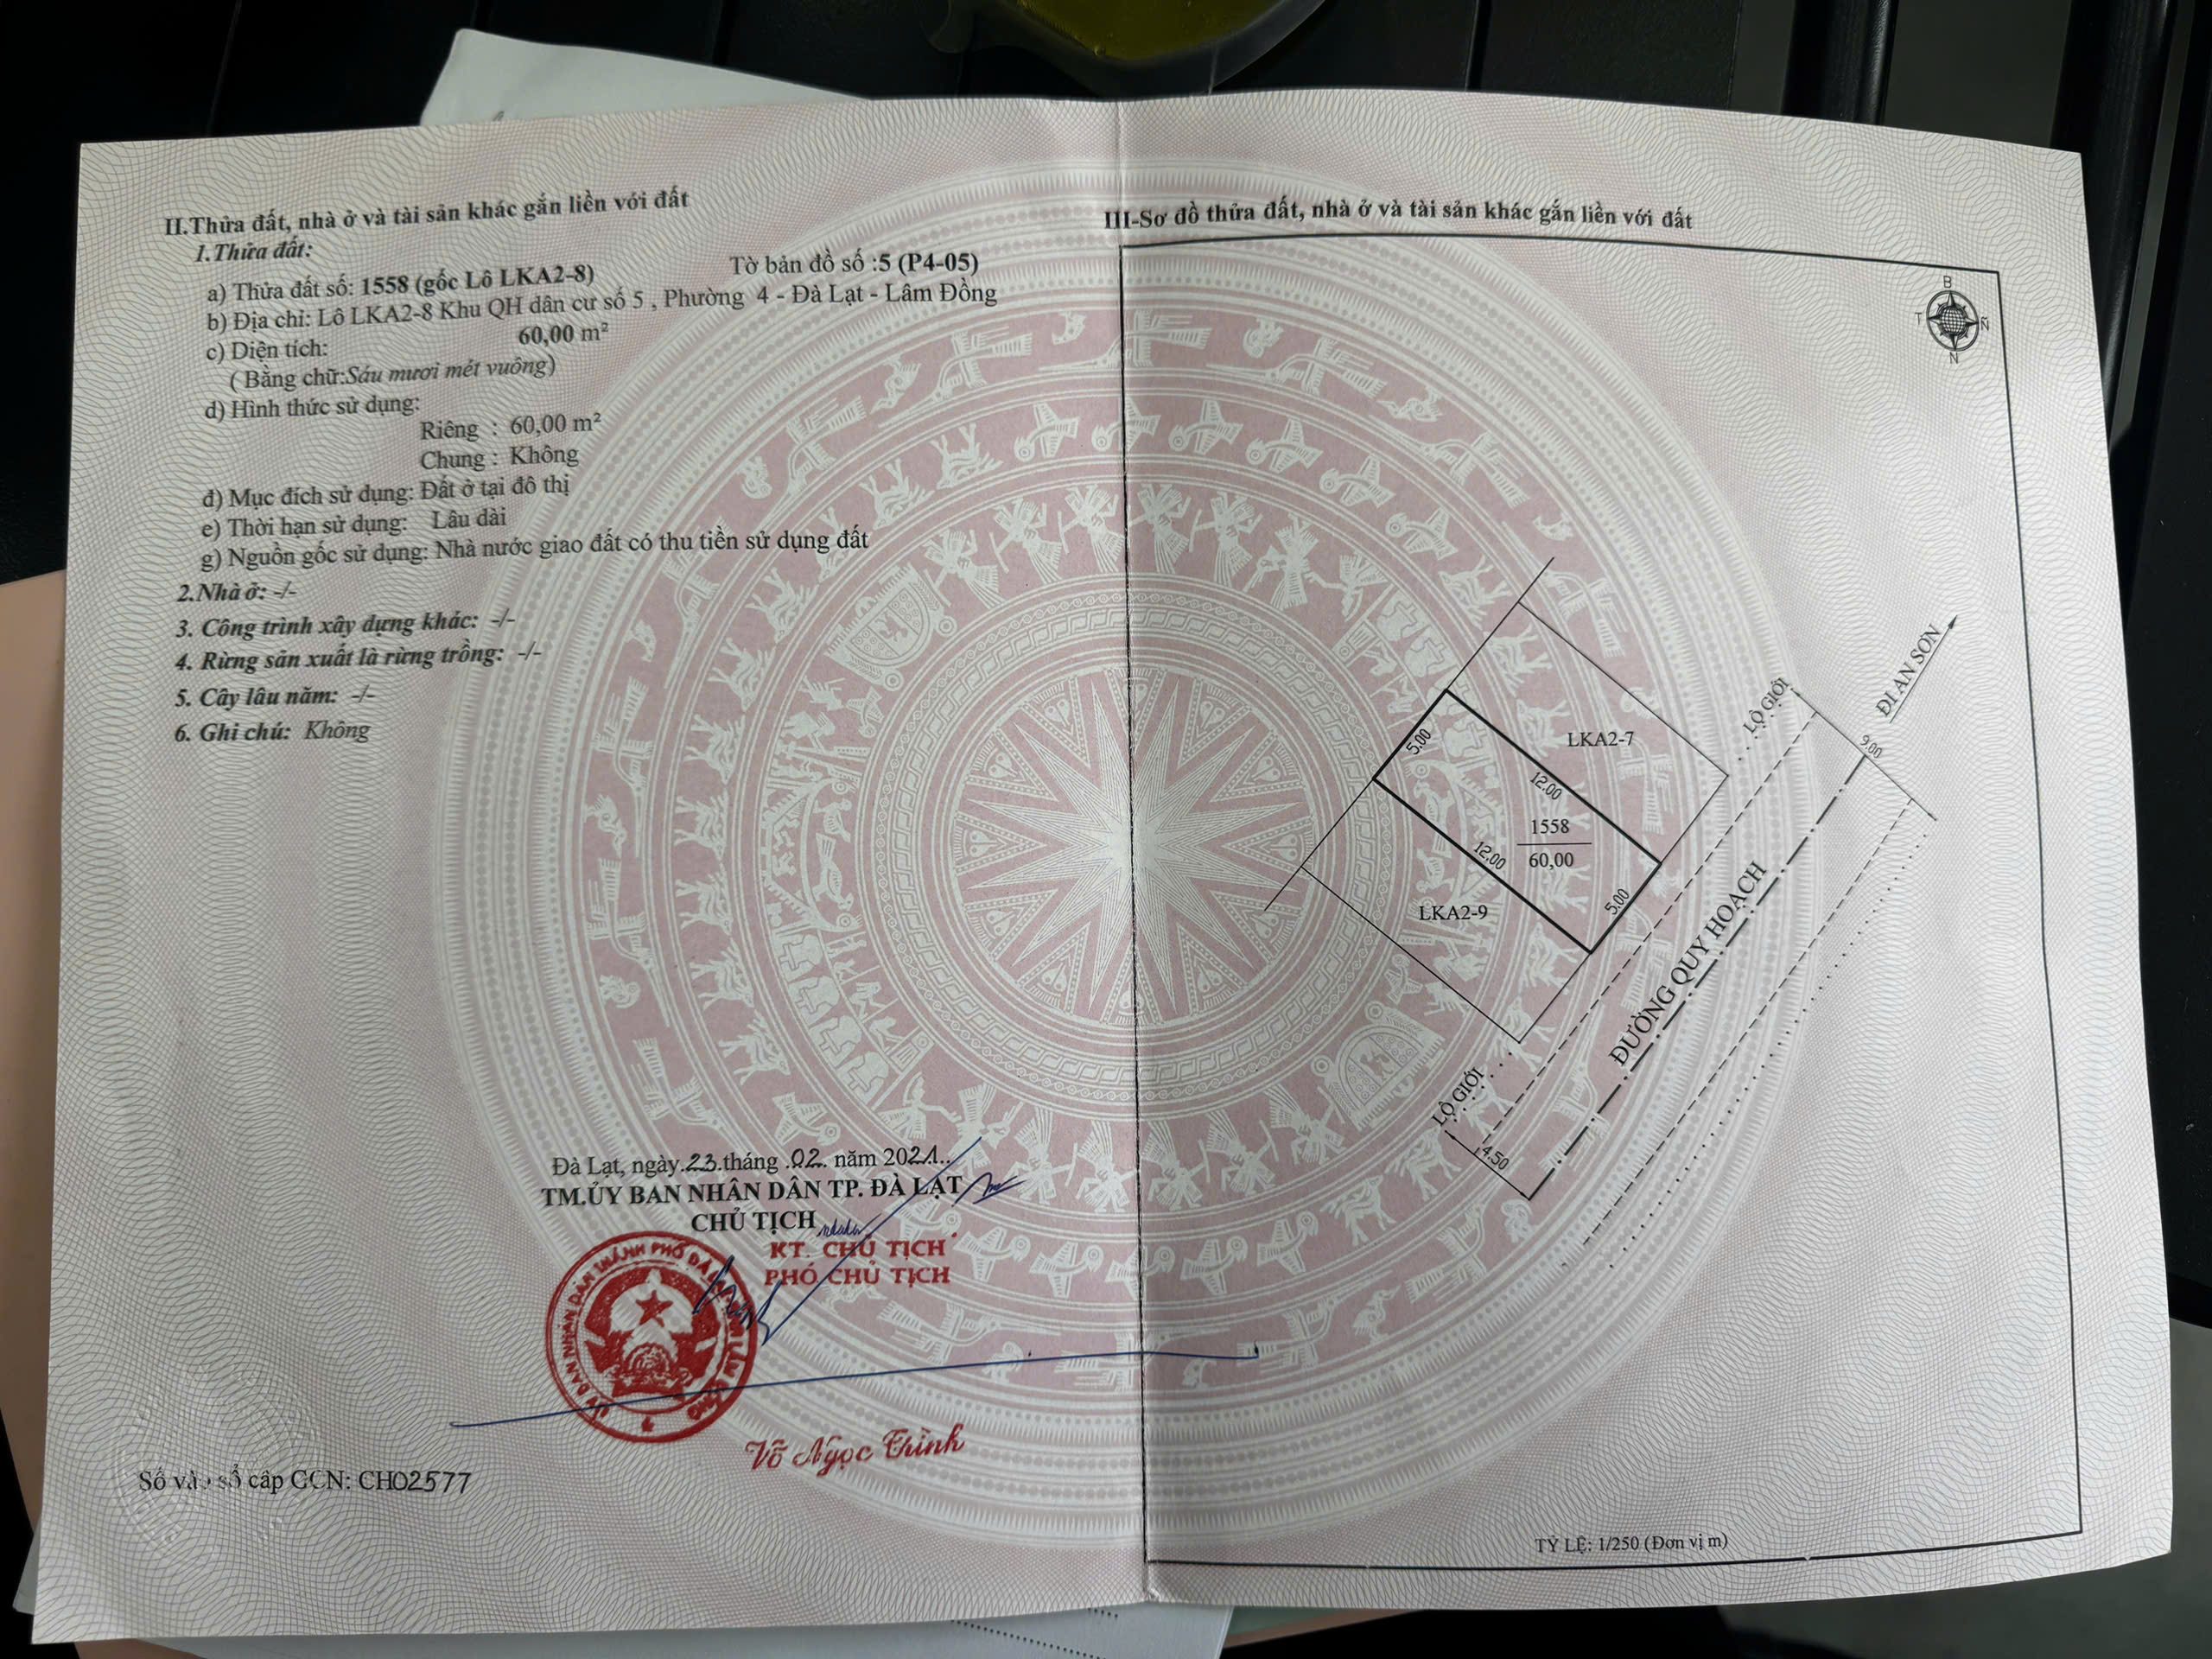 II.Thửa đất, nhà ở và tài sản khác gắn liền với đất
1.Thửa đất:
a) Thửa đất số: 1558 (gốc Lô LKA2-8) Tờ bản đồ số :5 (P4-05)
b) Địa chỉ: Lô LKA2-8 Khu QH dân cư số 5 , Phường 4 - Đà Lạt - Lâm Đồng
c) Diện tích: 60,00 m²
( Bằng chữ:Sáu mươi mét vuông)
d) Hình thức sử dụng:
Riêng : 60,00 m²
Chung : Không
đ) Mục đích sử dụng: Đất ở tại đô thị
e) Thời hạn sử dụng: Lâu dài
g) Nguồn gốc sử dụng: Nhà nước giao đất có thu tiền sử dụng đất
2.Nhà ở: -/-
3. Công trình xây dựng khác: -/-
4. Rừng sản xuất là rừng trồng: -/-
5. Cây lâu năm: -/-
6. Ghi chú: Không
Đà Lạt, ngày.23.tháng .02. năm 2021..
TM.ỦY BAN NHÂN DÂN TP. ĐÀ LẠT
CHỦ TỊCH
KT. CHỦ TỊCH
PHÓ CHỦ TỊCH
ỦY BAN NHÂN DÂN THÀNH PHỐ ĐÀ LẠT
Võ Ngọc Trình
Số vào sổ cấp GCN: CH02577
III-Sơ đồ thửa đất, nhà ở và tài sản khác gắn liền với đất
B
T
Đ
N
ĐI AN SƠN
LỘ GIỚI
9.00
LKA2-7
5.00
12.00
1558
60,00
12.00
5.00
LKA2-9
ĐƯỜNG QUY HOẠCH
LỘ GIỚI
4.50
TỶ LỆ: 1/250 (Đơn vị m)